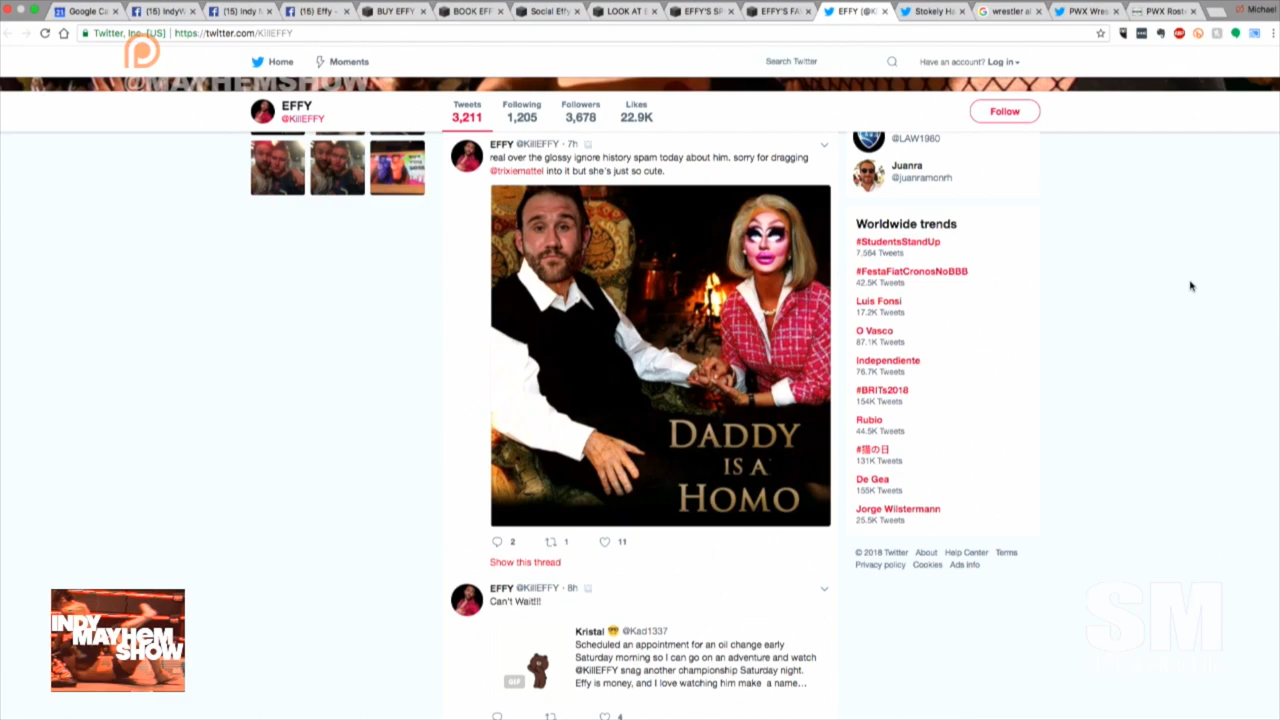 Google Ca
(15) IndyW
(15) Indy M
(15) Effy -
BUY EFFY
BOOK EFF
Social Effy
LOOK AT E
EFFY'S SP
EFFY'S FA
EFFY (@Ki
Stokely Ha
wrestler al
PWX Wres
PWX Rost
Michael
Twitter, Inc. [US] https://twitter.com/KillEFFY
Home
Moments
Search Twitter
Have an account? Log in
@MAYHEMSHOW
EFFY
@KillEFFY
Tweets Following Followers Likes
3,211 1,205 3,678 22.9K
Follow
EFFY @KillEFFY · 7h
real over the glossy ignore history spam today about him. sorry for dragging
@trixiemattel into it but she's just so cute.
DADDY
IS A
HOMO
2 1 11
Show this thread
EFFY @KillEFFY · 8h
Can't Wait!!!
Kristal @Kad1337
Scheduled an appointment for an oil change early
Saturday morning so I can go on an adventure and watch
@KillEFFY snag another championship Saturday night.
Effy is money, and I love watching him make a name...
GIF
4
@LAW1980
Juanra
@juanramcnrh
Worldwide trends
#StudentsStandUp
7,564 Tweets
#FestaFiatCronosNoBBB
42.5K Tweets
Luis Fonsi
17.2K Tweets
O Vasco
87.1K Tweets
Independiente
76.7K Tweets
#BRITs2018
154K Tweets
Rubio
44.5K Tweets
#猫の日
131K Tweets
De Gea
155K Tweets
Jorge Wilstermann
25.5K Tweets
© 2018 Twitter About Help Center Terms
Privacy policy Cookies Ads info
INDY
MAYHEM
SHOW
SM